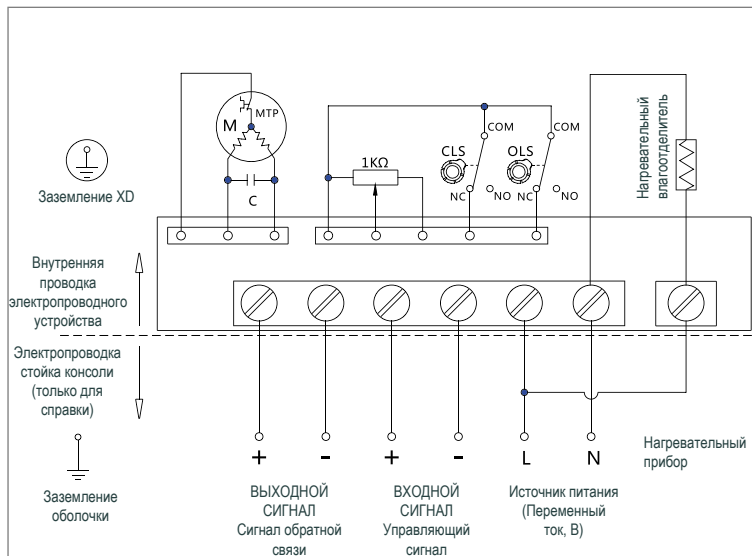 MTP
M
C
1KΩ
CLS
COM
NC
NO
OLS
COM
NC
NO
Нагревательный
влагоотделитель
Заземление XD
Внутренняя
проводка
электропроводного
устройства
Электропроводка
стойка консоли
(только для
справки)
Заземление
оболочки
+
-
+
-
L
N
ВЫХОДНОЙ
СИГНАЛ
Сигнал обратной
связи
ВХОДНОЙ
СИГНАЛ
Управляющий
сигнал
Источник питания
(Переменный
ток, В)
Нагревательный
прибор